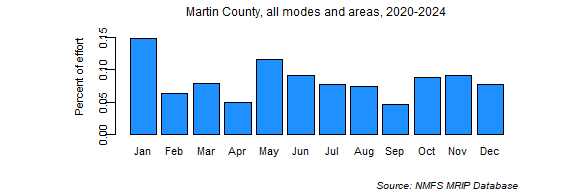 Martin County, all modes and areas, 2020-2024
Percent of effort
0.15
0.10
0.05
0.00
Jan Feb Mar Apr May Jun Jul Aug Sep Oct Nov Dec
Source: NMFS MRIP Database